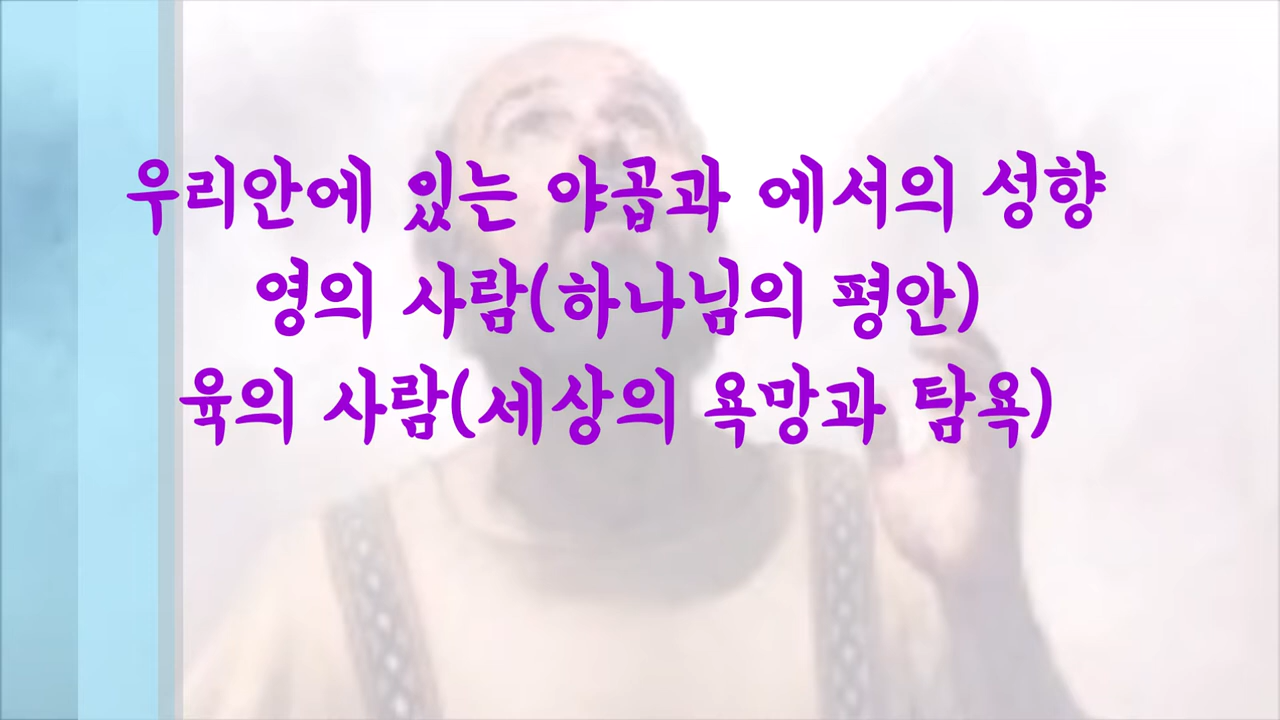 우리안에 있는 야곱과 에서의 성향
영의 사람(하나님의 평안)
육의 사람(세상의 욕망과 탐욕)